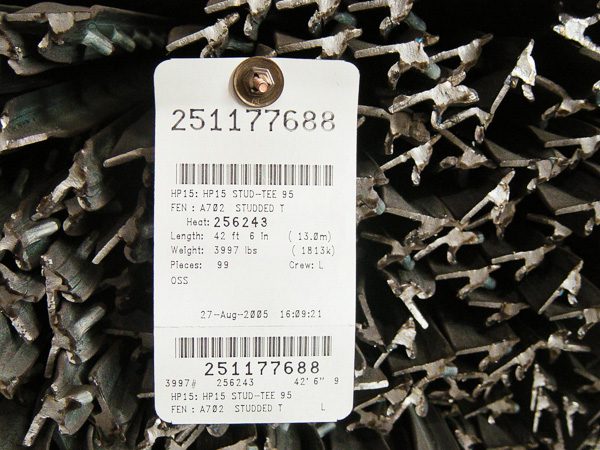 251177688
HP15: HP15 STUD-TEE 95
FEN : A702 STUDDED T
Heat: 256243
Length: 42 ft 6 in ( 13.0m)
Weight: 3997 lbs ( 1813k)
Pieces: 99 Crew: L
OSS
27-Aug-2005 16:09:21
251177688
3997# 256243 42' 6" 9
HP15: HP15 STUD-TEE 95
FEN : A702 STUDDED T L